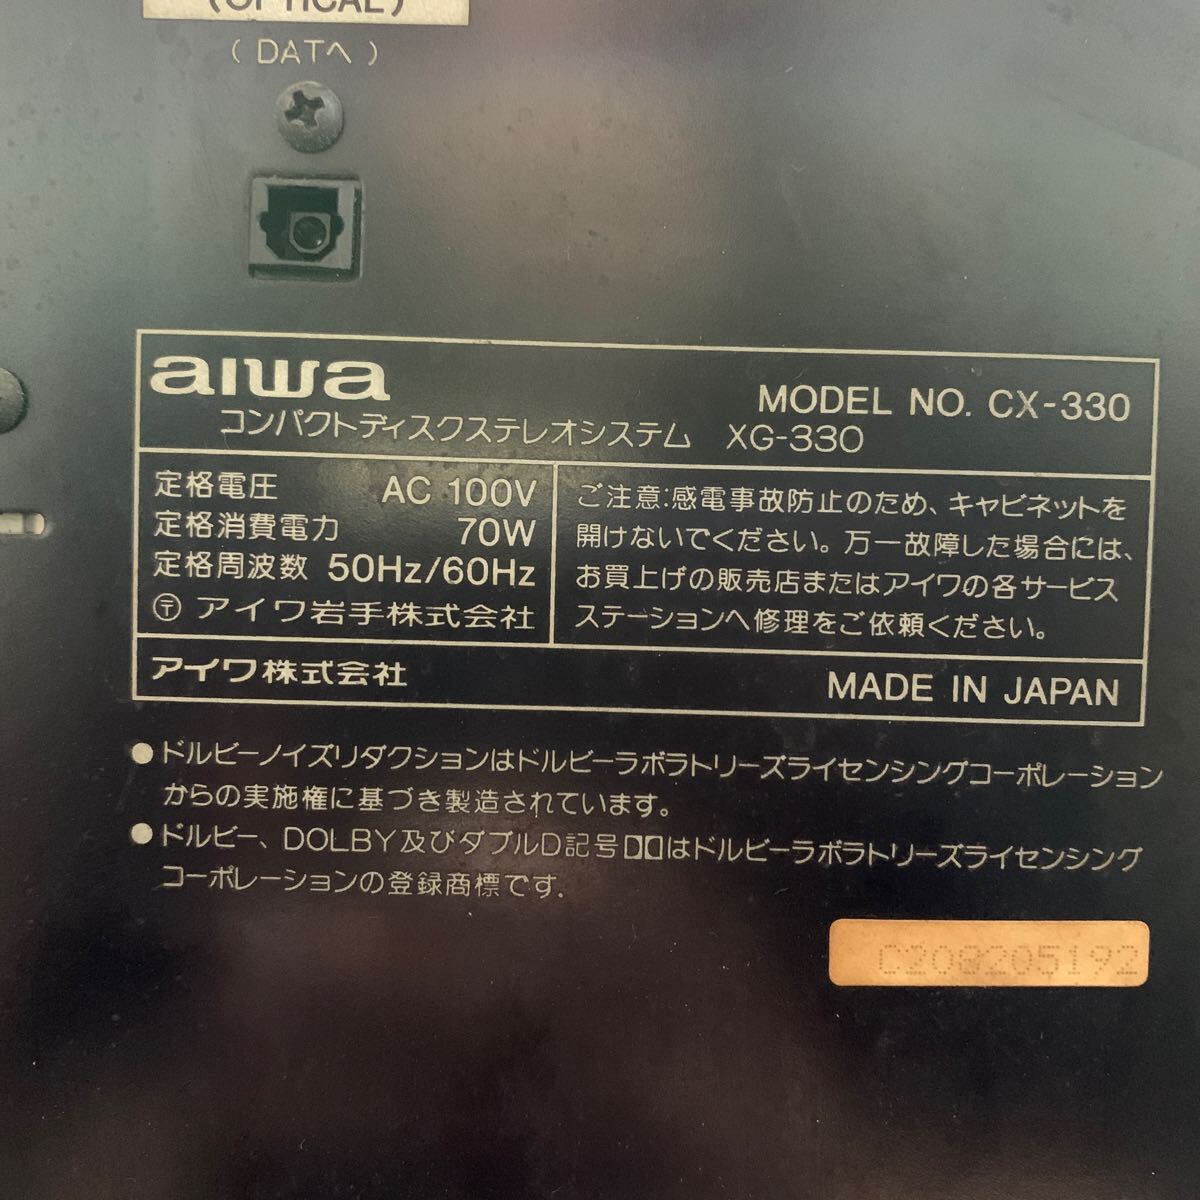 (OPTICAL)
(DATへ)
aiwa
MODEL NO. CX-330
コンパクトディスクステレオシステム XG-330
定格電圧 AC 100V
定格消費電力 70W
定格周波数 50Hz/60Hz
〶 アイワ岩手株式会社
ご注意:感電事故防止のため、キャビネットを
開けないでください。万一故障した場合には、
お買上げの販売店またはアイワの各サービス
ステーションへ修理をご依頼ください。
アイワ株式会社
MADE IN JAPAN
●ドルビーノイズリダクションはドルビーラボラトリーズライセンシングコーポレーション
からの実施権に基づき製造されています。
●ドルビー、DOLBY及びダブルD記号はドルビーラボラトリーズライセンシング
コーポレーションの登録商標です.
C208205192